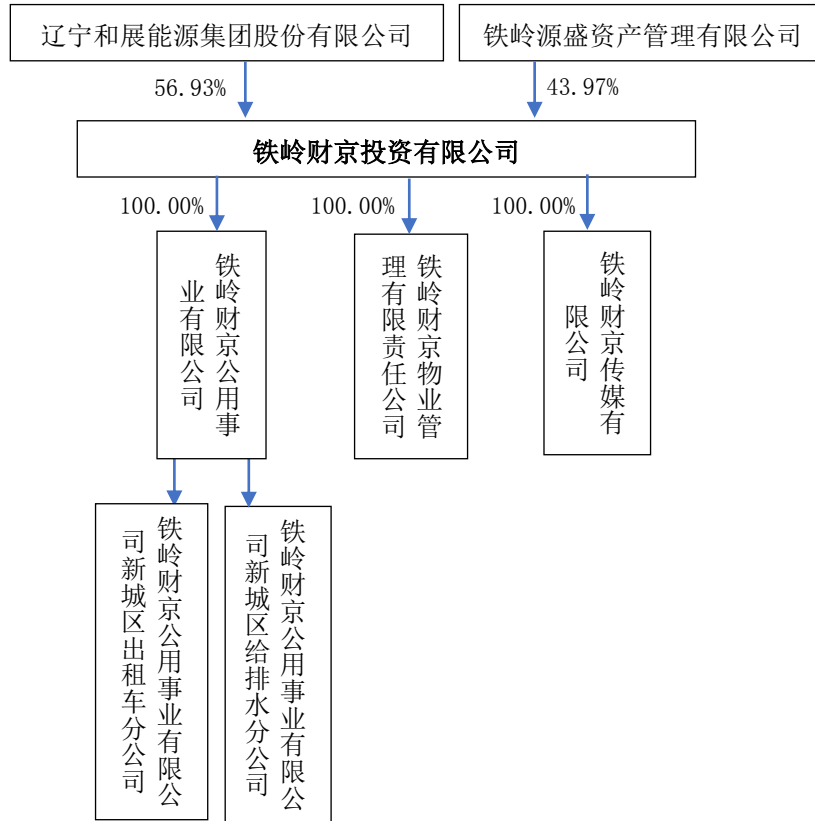 辽宁和展能源集团股份有限公司
铁岭源盛资产管理有限公司
56.93%
43.97%
铁岭财京投资有限公司
100.00%
100.00%
100.00%
铁岭财京公用事
业有限公司
铁岭财京物业管
理有限责任公司
铁岭财京传媒有
限公司
铁岭财京公用事业有限公
司新城区出租车分公司
铁岭财京公用事业有限公
司新城区给排水分公司